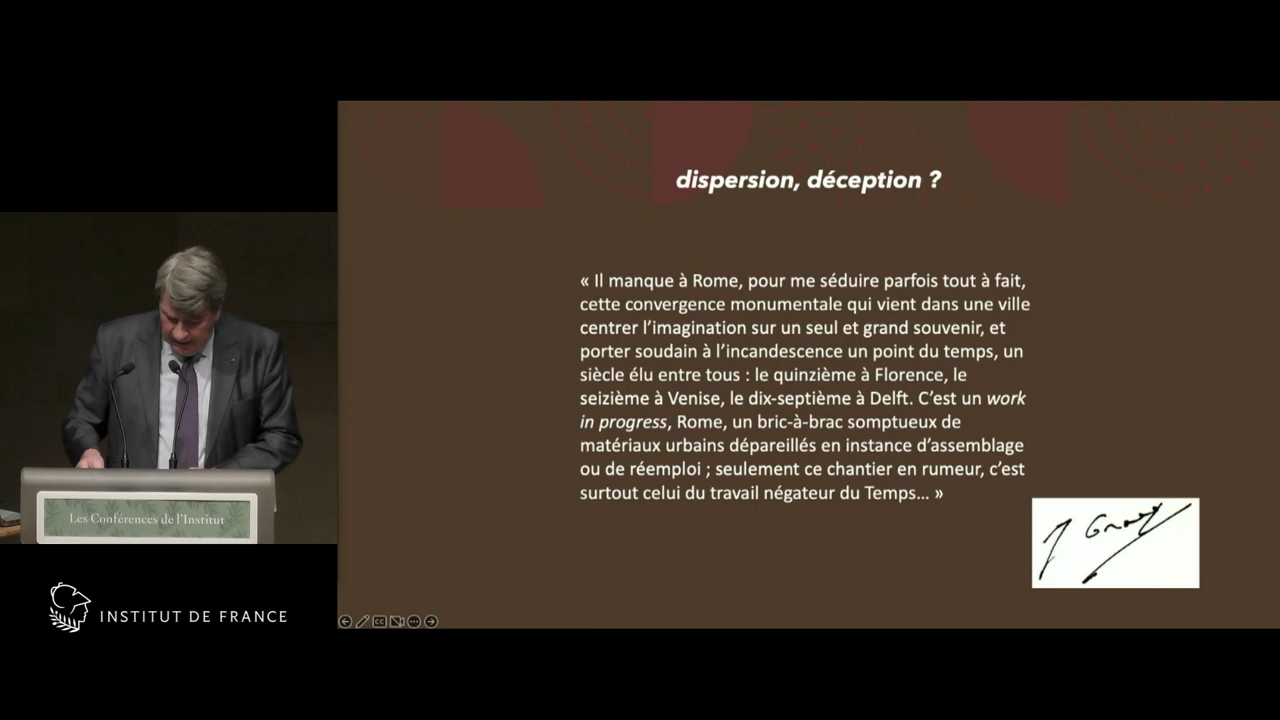 dispersion, déception ?
« Il manque à Rome, pour me séduire parfois tout à fait,
cette convergence monumentale qui vient dans une ville
centrer l’imagination sur un seul et grand souvenir, et
porter soudain à l’incandescence un point du temps, un
siècle élu entre tous : le quinzième à Florence, le
seizième à Venise, le dix-septième à Delft. C’est un work
in progress, Rome, un bric-à-brac somptueux de
matériaux urbains dépareillés en instance d’assemblage
ou de réemploi ; seulement ce chantier en rumeur, c’est
surtout celui du travail négateur du Temps... »
Les Conférences de l’Institut
INSTITUT DE FRANCE